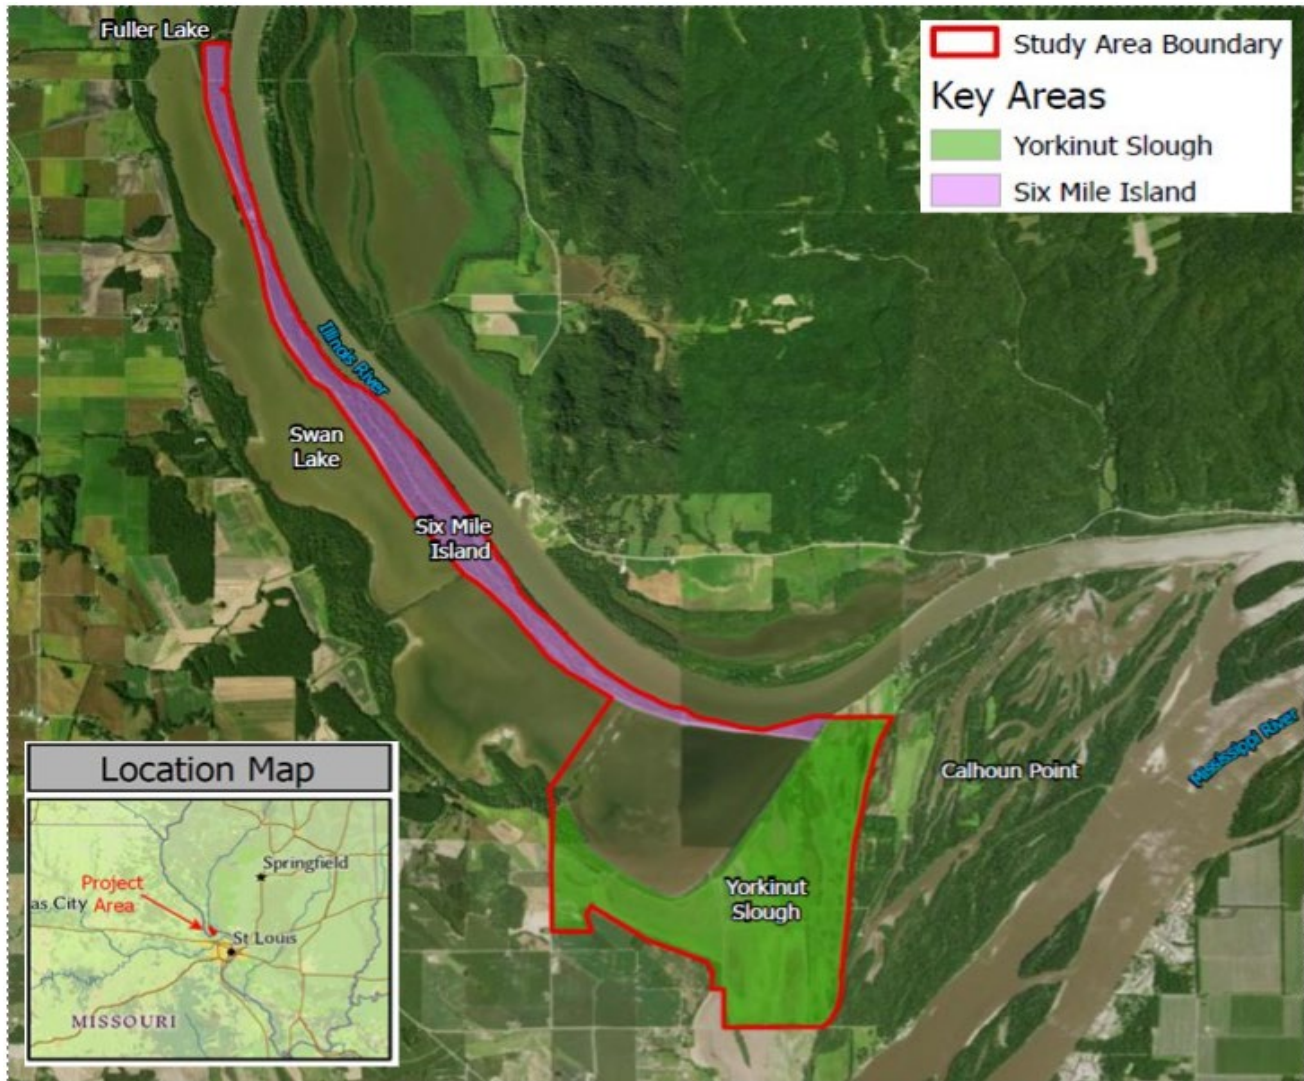 Fuller Lake
Study Area Boundary
Key Areas
Yorkinut Slough
Six Mile Island
Illinois River
Swan
Lake
Six Mile
Island
Calhoun Point
Mississippi River
Yorkinut
Slough
Location Map
Springfield
Project
Area
as City
St Louis
MISSOURI